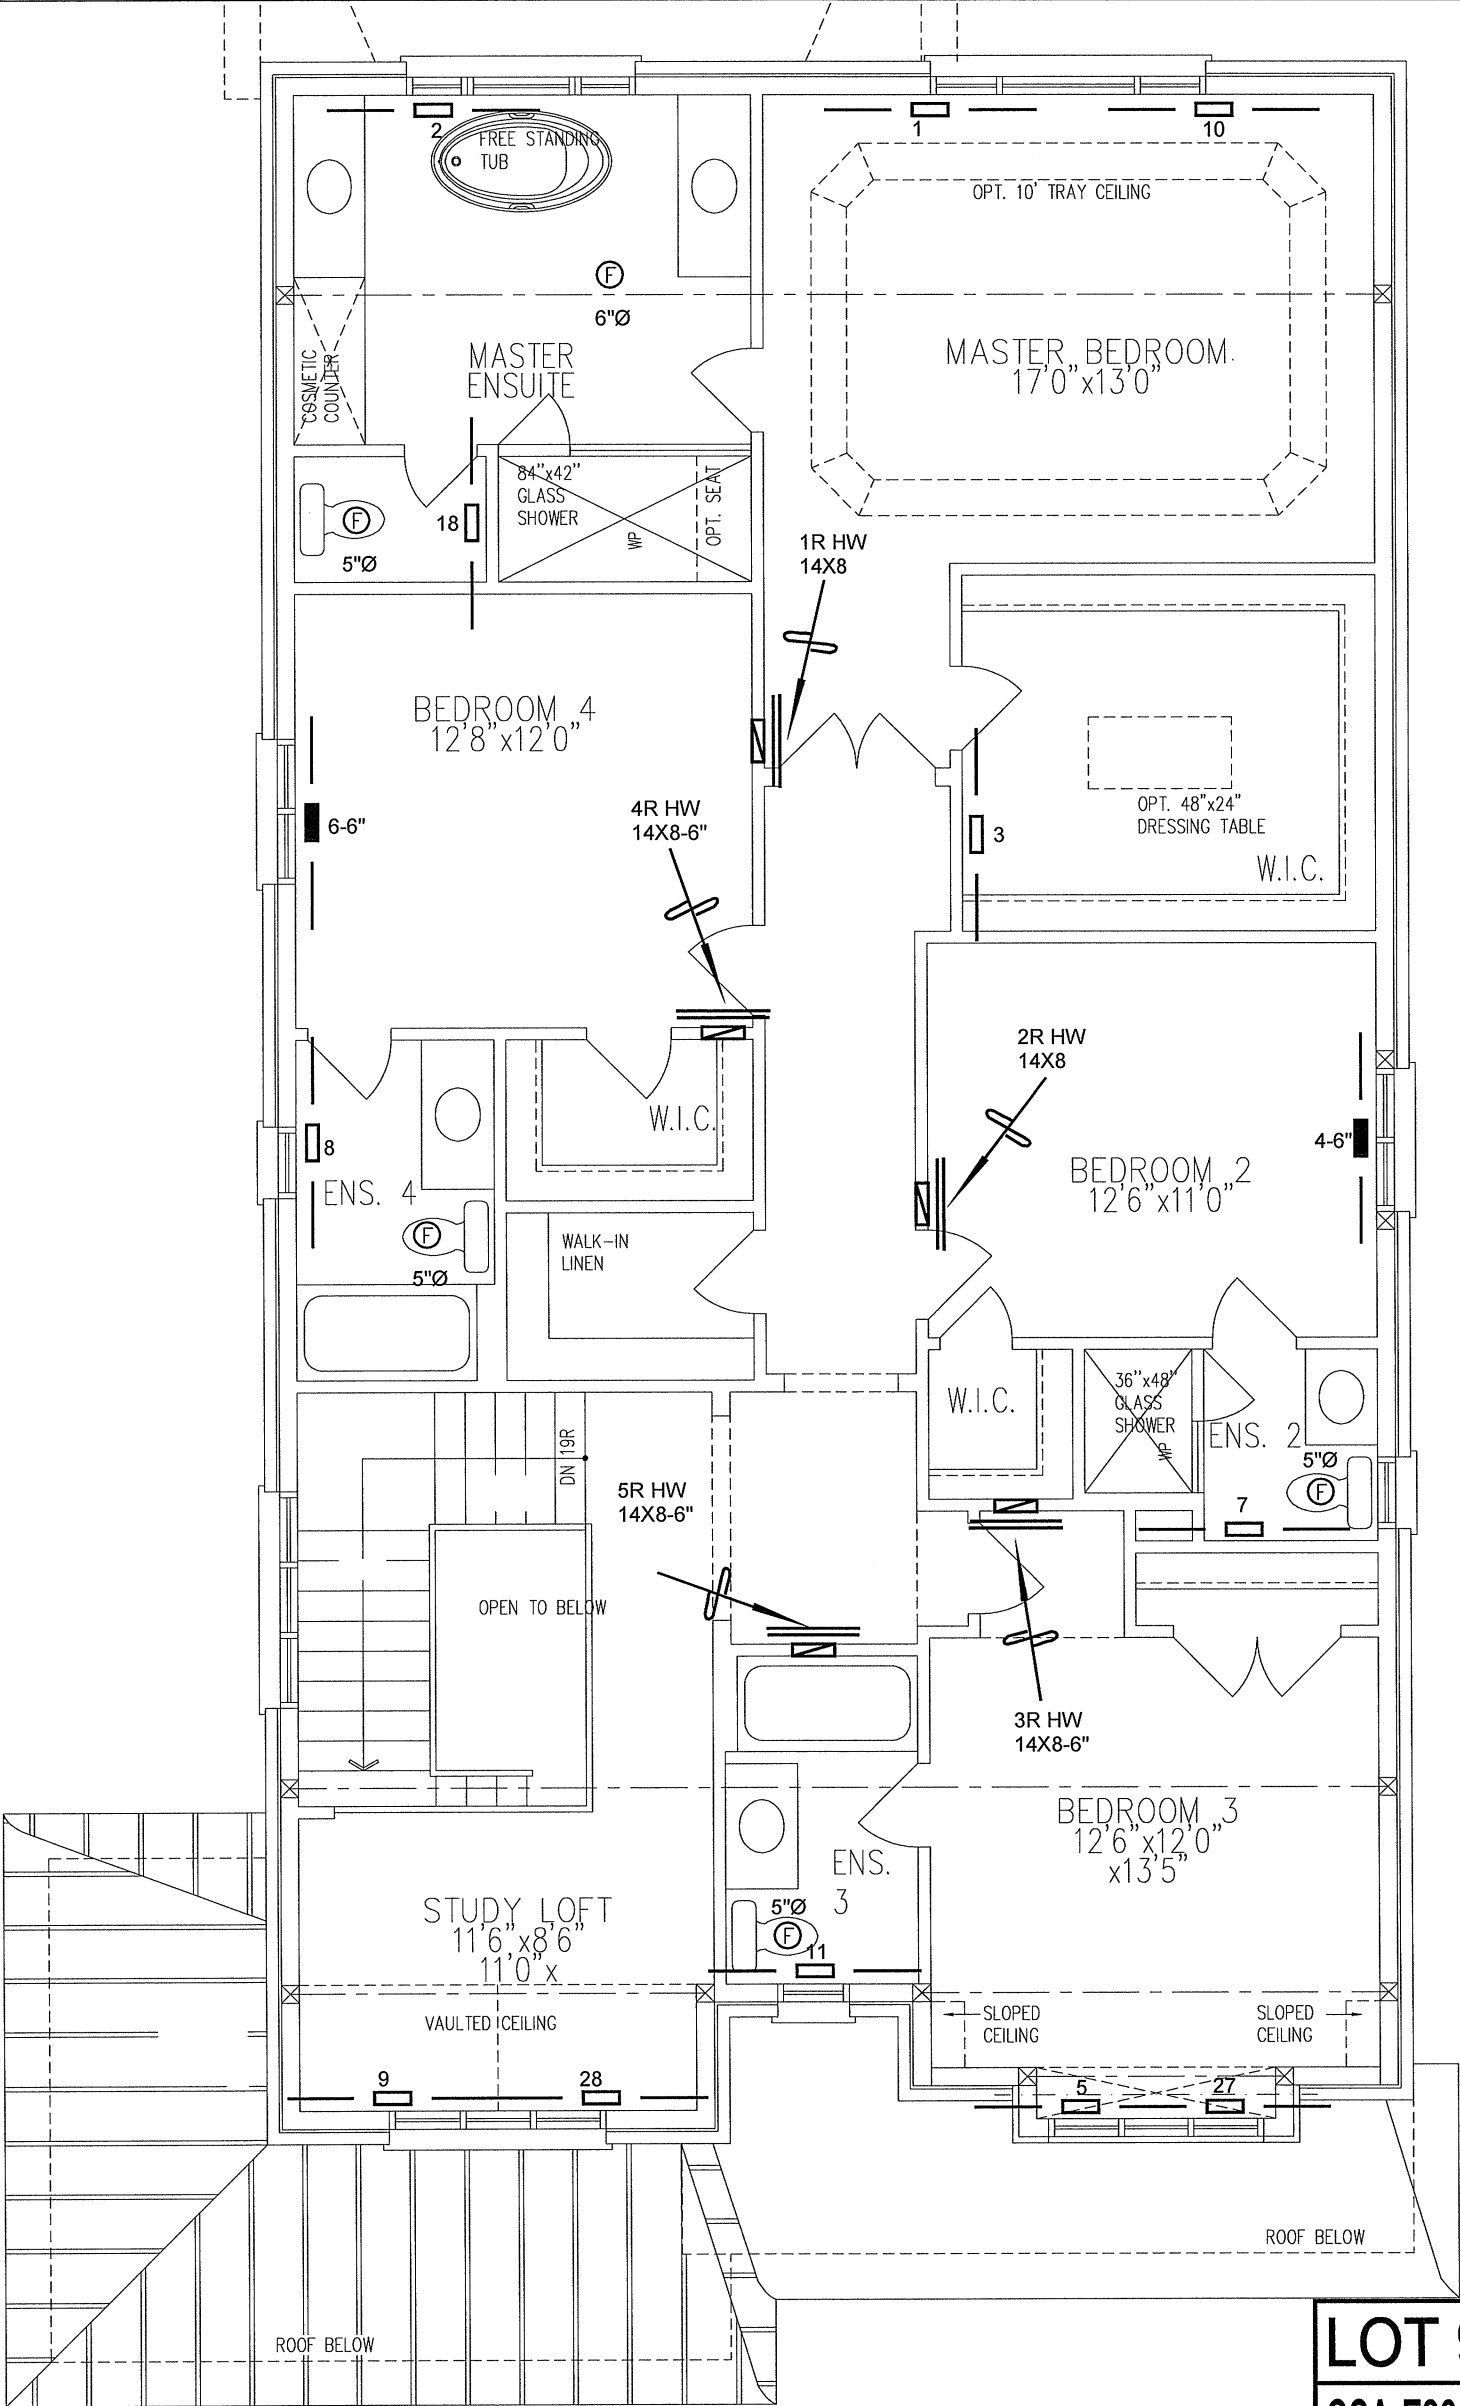 2
FREE STANDING
TUB
1
10
OPT. 10' TRAY CEILING
F
6"Ø
MASTER
ENSUITE
COSMETIC
COUNTER
MASTER BEDROOM
17'0"x13'0"
84"x42"
GLASS
SHOWER
WP
OPT. SEAT
F
5"Ø
18
1R HW
14X8
BEDROOM 4
12'8"x12'0"
6-6"
4R HW
14X8-6"
3
OPT. 48"x24"
DRESSING TABLE
W.I.C.
2R HW
14X8
W.I.C.
8
ENS. 4
F
5"Ø
BEDROOM 2
12'6"x11'0"
4-6"
WALK-IN
LINEN
W.I.C.
36"x48"
GLASS
SHOWER
WP
ENS. 2
5"Ø
F
7
DN 19R
5R HW
14X8-6"
OPEN TO BELOW
3R HW
14X8-6"
BEDROOM 3
12'6"x12'0"
x13'5"
ENS.
3
5"Ø
F
11
STUDY LOFT
11'6"x8'6"
11'0"x
VAULTED CEILING
SLOPED
CEILING
SLOPED
CEILING
9
28
5
27
ROOF BELOW
ROOF BELOW
LOT